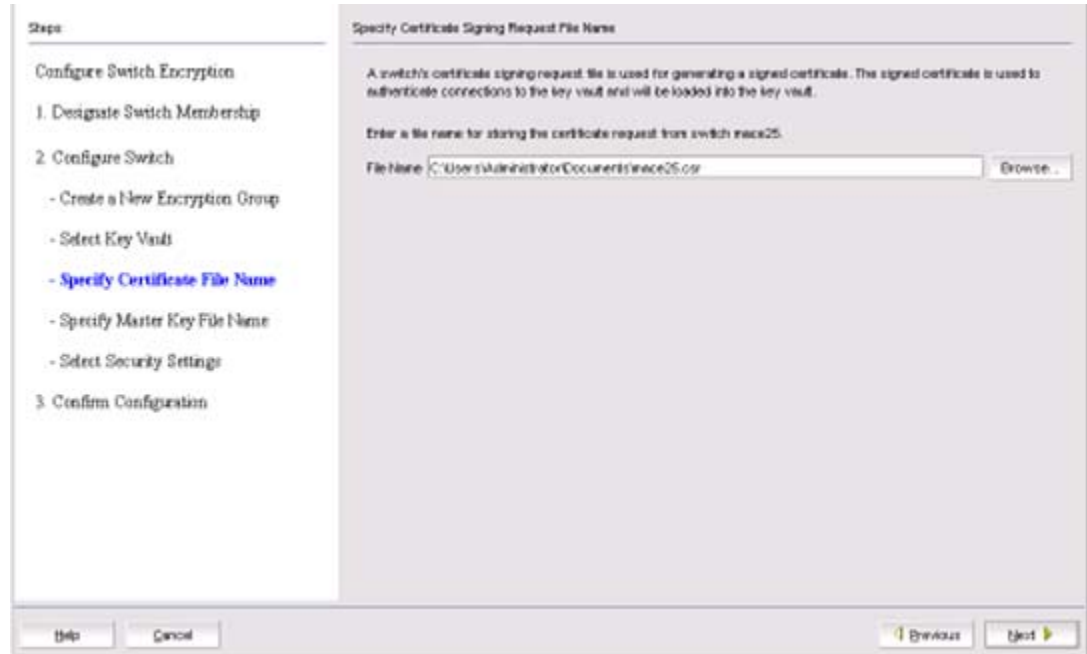 Steps
Configure Switch Encryption
1. Designate Switch Membership
2. Configure Switch
- Create a New Encryption Group
- Select Key Vault
- Specify Certificate File Name
- Specify Master Key File Name
- Select Security Settings
3. Confirm Configuration
Specify Certificate Signing Request File Name
A switch's certificate signing request file is used for generating a signed certificate. The signed certificate is used to
authenticate connections to the key vault and will be loaded into the key vault.
Enter a file name for storing the certificate request from switch mace25.
File Name C:\Users\Administrator\Documents\mace25.csr Browse...
Help Cancel Previous Next